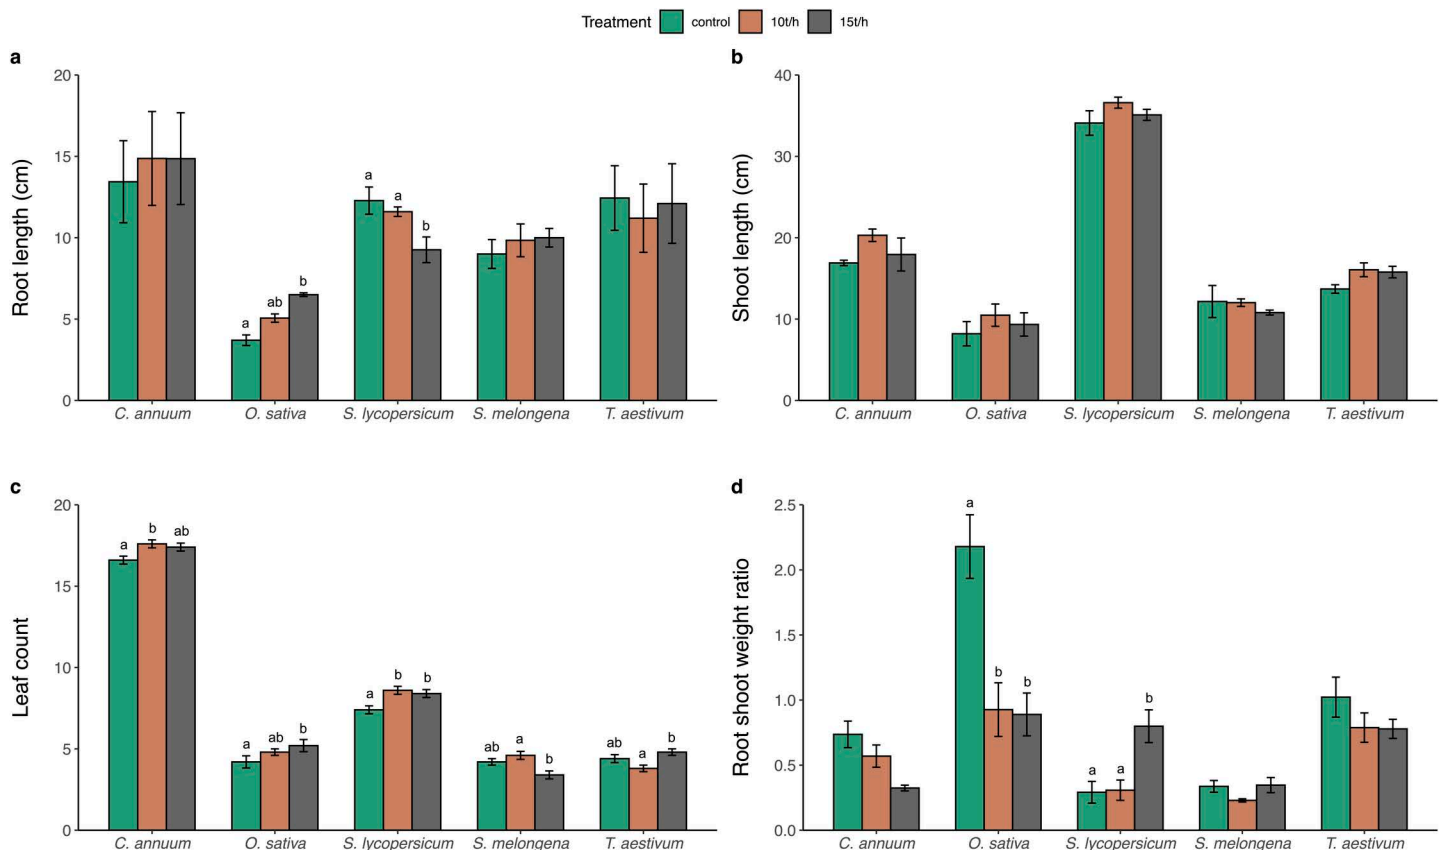 Treatment control 10t/h 15t/h
a
b
20
15
10
5
0
Root length (cm)
a
ab
b
a
a
b
C. annuum O. sativa S. lycopersicum S. melongena T. aestivum
40
30
20
10
0
Shoot length (cm)
C. annuum O. sativa S. lycopersicum S. melongena T. aestivum
c
d
20
15
10
5
0
Leaf count
a b ab
a ab b
a b b
ab a b
ab a b
C. annuum O. sativa S. lycopersicum S. melongena T. aestivum
2.5
2.0
1.5
1.0
0.5
0.0
Root shoot weight ratio
a
b b
a a
b
C. annuum O. sativa S. lycopersicum S. melongena T. aestivum